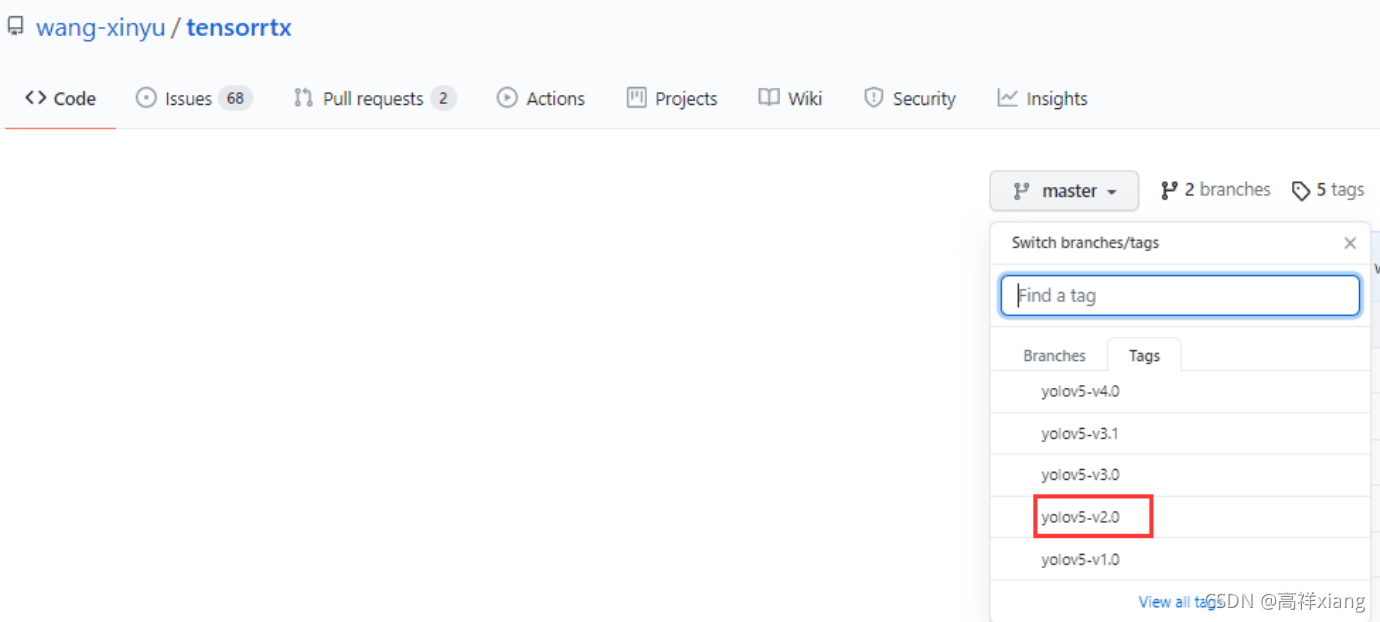 wang-xinyu / tensorrtx
<> Code Issues 68 Pull requests 2 Actions Projects Wiki Security Insights
master 2 branches 5 tags
Switch branches/tags
Find a tag
Branches Tags
yolov5-v4.0
yolov5-v3.1
yolov5-v3.0
yolov5-v2.0
yolov5-v1.0
View all tags
CSDN @高祥xiang